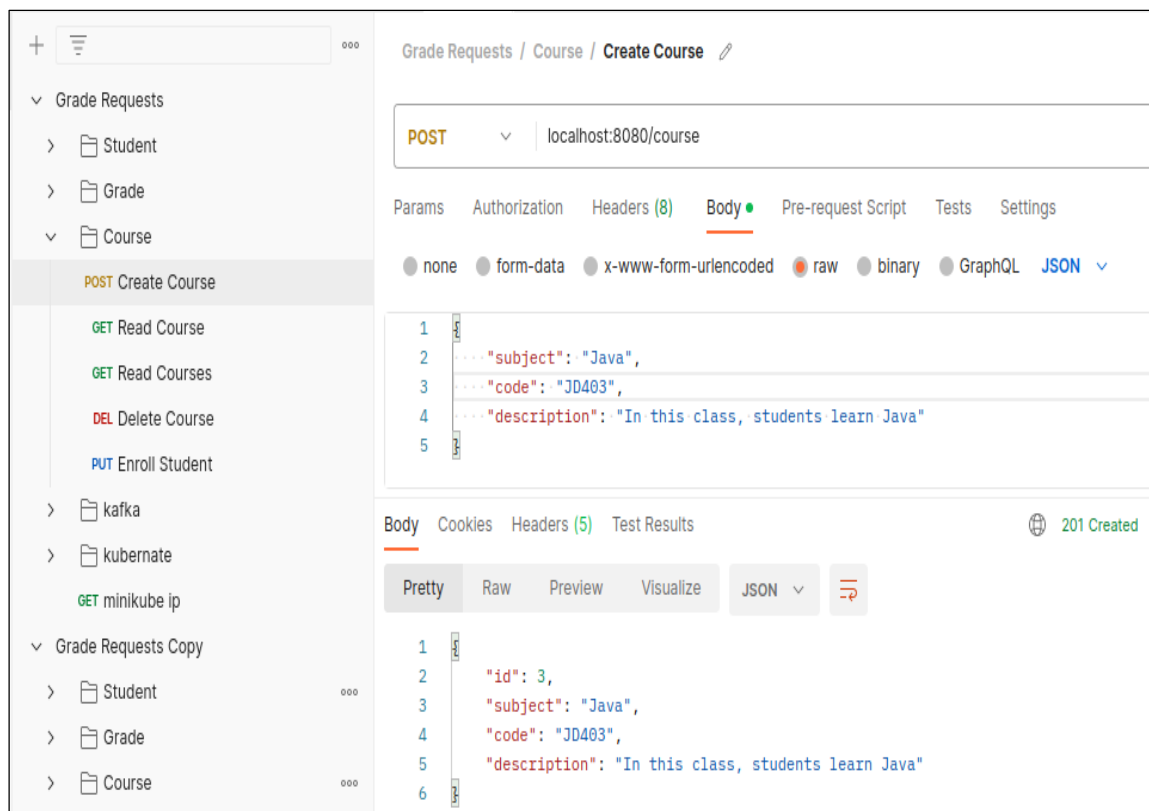 Grade Requests
Student
Grade
Course
POST Create Course
GET Read Course
GET Read Courses
DEL Delete Course
PUT Enroll Student
kafka
kubernate
GET minikube ip
Grade Requests Copy
Student
Grade
Course
Grade Requests / Course / Create Course
POST localhost:8080/course
Params Authorization Headers (8) Body Pre-request Script Tests Settings
none form-data x-www-form-urlencoded raw binary GraphQL JSON
1 {
2 "subject": "Java",
3 "code": "JD403",
4 "description": "In this class, students learn Java"
5 }
Body Cookies Headers (5) Test Results 201 Created
Pretty Raw Preview Visualize JSON
1 {
2 "id": 3,
3 "subject": "Java",
4 "code": "JD403",
5 "description": "In this class, students learn Java"
6 }